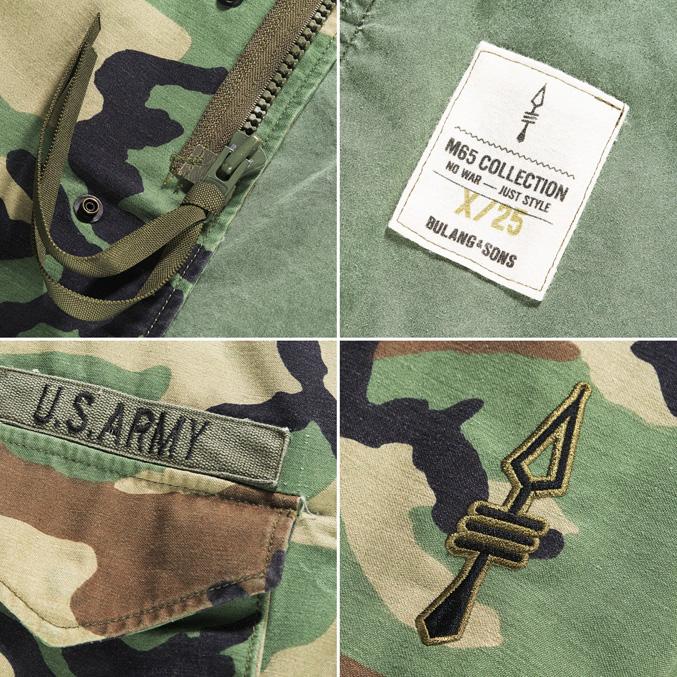 M65 COLLECTION
NO WAR — JUST STYLE
X/25
BULANG&SONS
U.S.ARMY